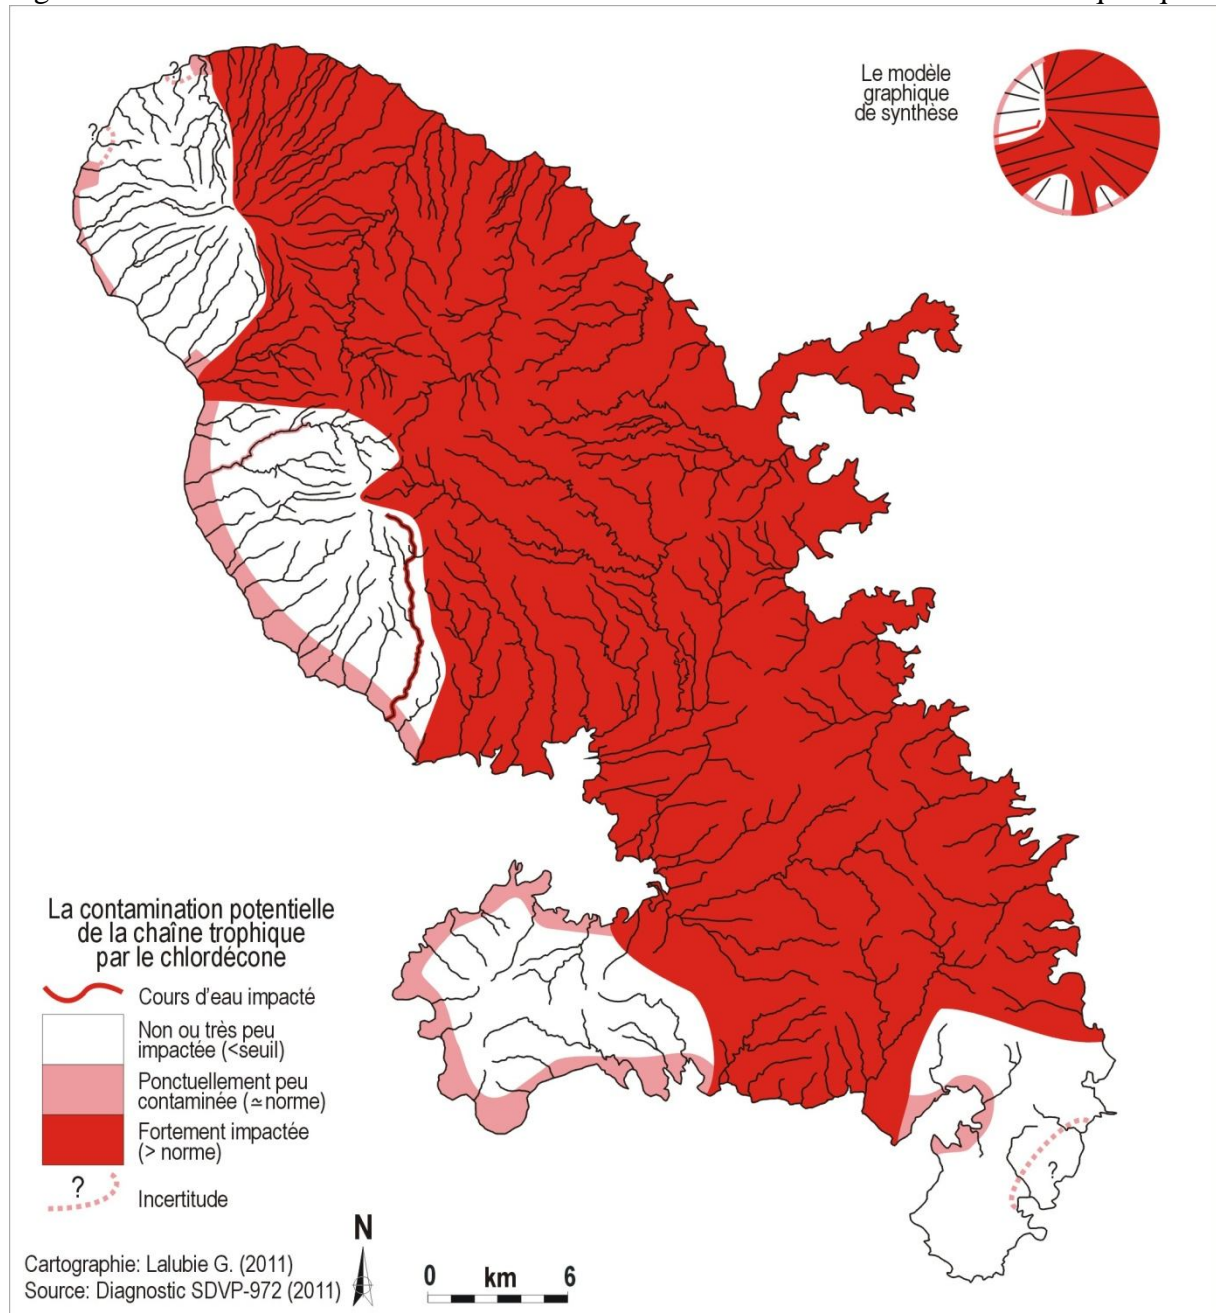 Le modèle
graphique
de synthèse
?
?
La contamination potentielle
de la chaîne trophique
par le chlordécone
Cours d'eau impacté
Non ou très peu
impactée (<seuil)
Ponctuellement peu
contaminée (≃norme)
Fortement impactée
(> norme)
?
Incertitude
?
N
Cartographie: Lalubie G. (2011)
Source: Diagnostic SDVP-972 (2011)
0 km 6